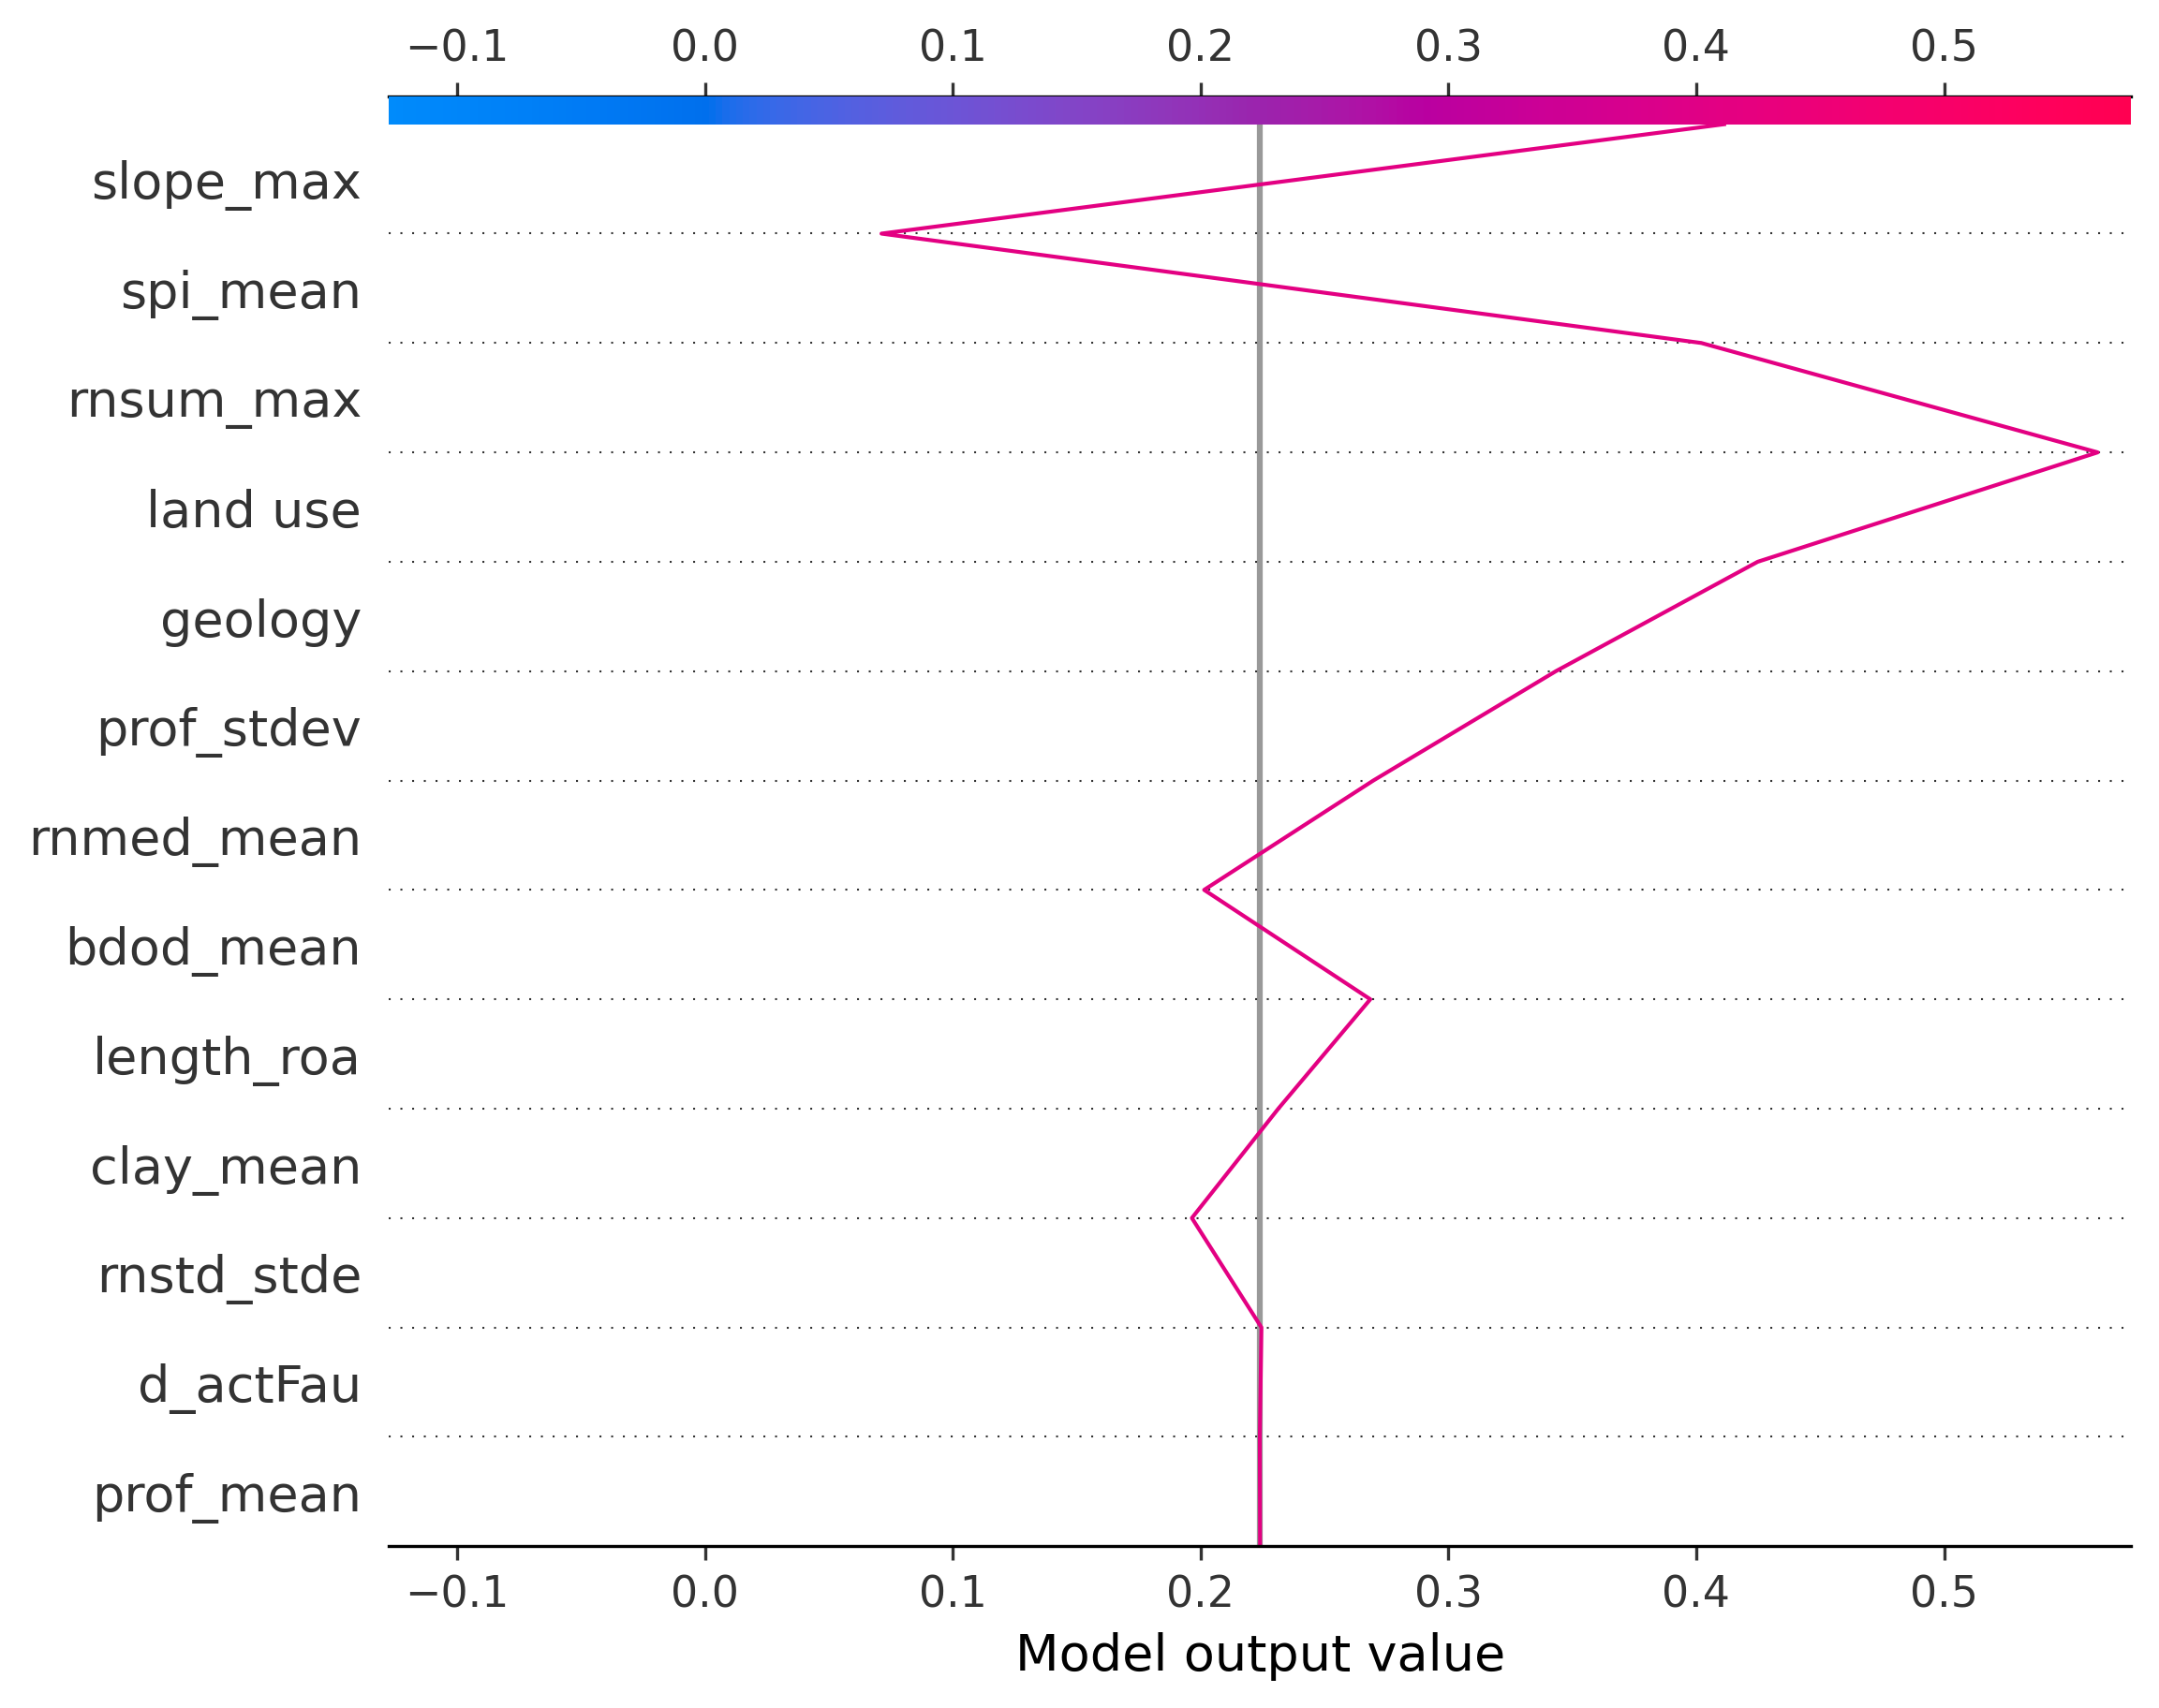 −0.1 0.0 0.1 0.2 0.3 0.4 0.5
slope_max
spi_mean
rnsum_max
land use
geology
prof_stdev
rnmed_mean
bdod_mean
length_roa
clay_mean
rnstd_stde
d_actFau
prof_mean
−0.1 0.0 0.1 0.2 0.3 0.4 0.5
Model output value